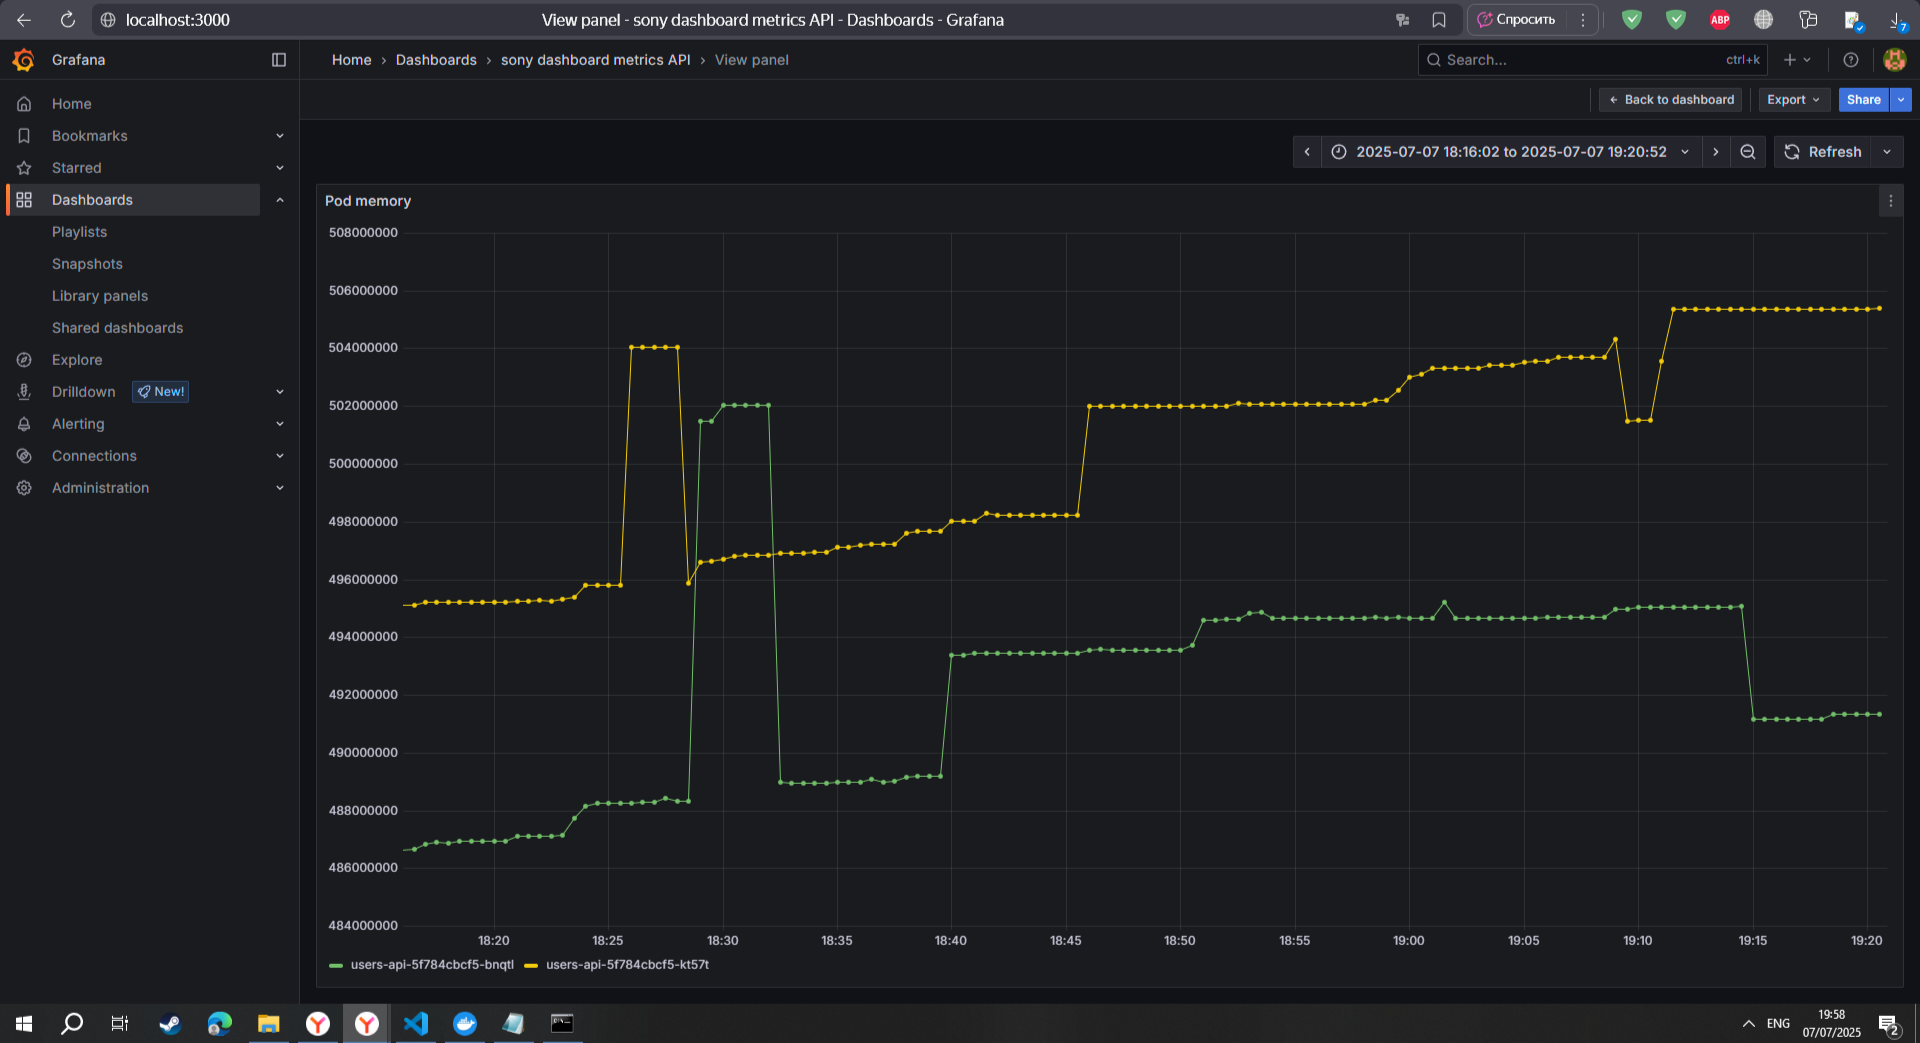 localhost:3000
View panel - sony dashboard metrics API - Dashboards - Grafana
Спросить
ABP
7
Grafana
Home › Dashboards › sony dashboard metrics API › View panel
Search...
ctrl+k
Back to dashboard
Export
Share
Home
Bookmarks
Starred
Dashboards
Playlists
Snapshots
Library panels
Shared dashboards
Explore
Drilldown
New!
Alerting
Connections
Administration
2025-07-07 18:16:02 to 2025-07-07 19:20:52
Refresh
Pod memory
508000000
506000000
504000000
502000000
500000000
498000000
496000000
494000000
492000000
490000000
488000000
486000000
484000000
18:20 18:25 18:30 18:35 18:40 18:45 18:50 18:55 19:00 19:05 19:10 19:15 19:20
users-api-5f784cbcf5-bnqtl users-api-5f784cbcf5-kt57t
ENG
19:58
07/07/2025
2